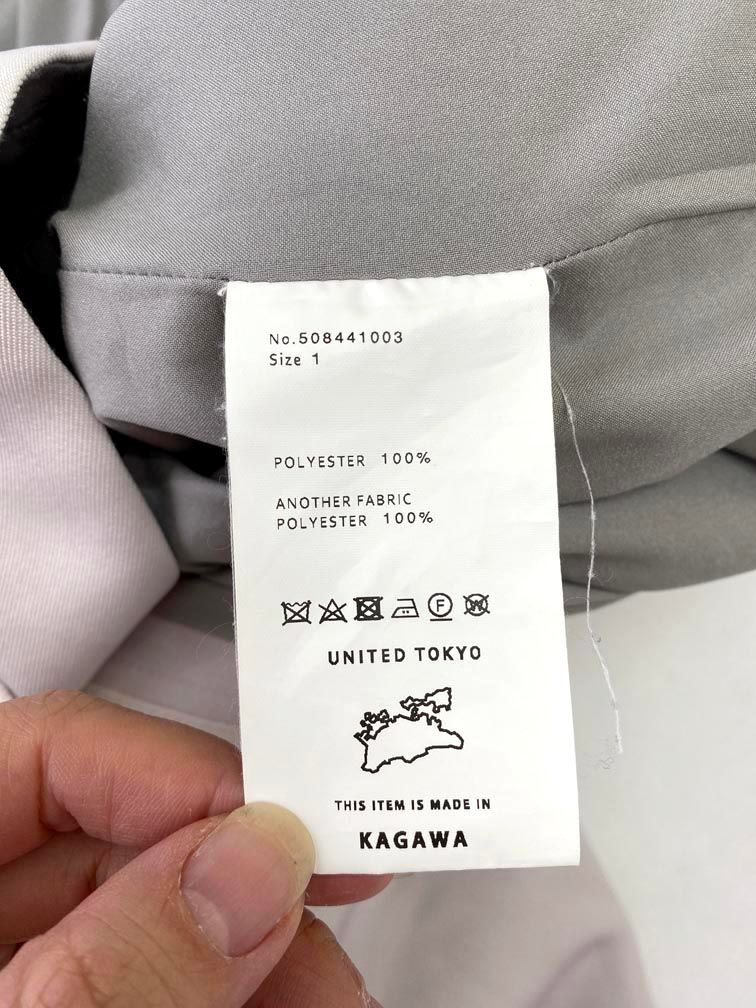 No.508441003
Size 1
POLYESTER 100%
ANOTHER FABRIC
POLYESTER 100%
F
W
UNITED TOKYO
THIS ITEM IS MADE IN
KAGAWA